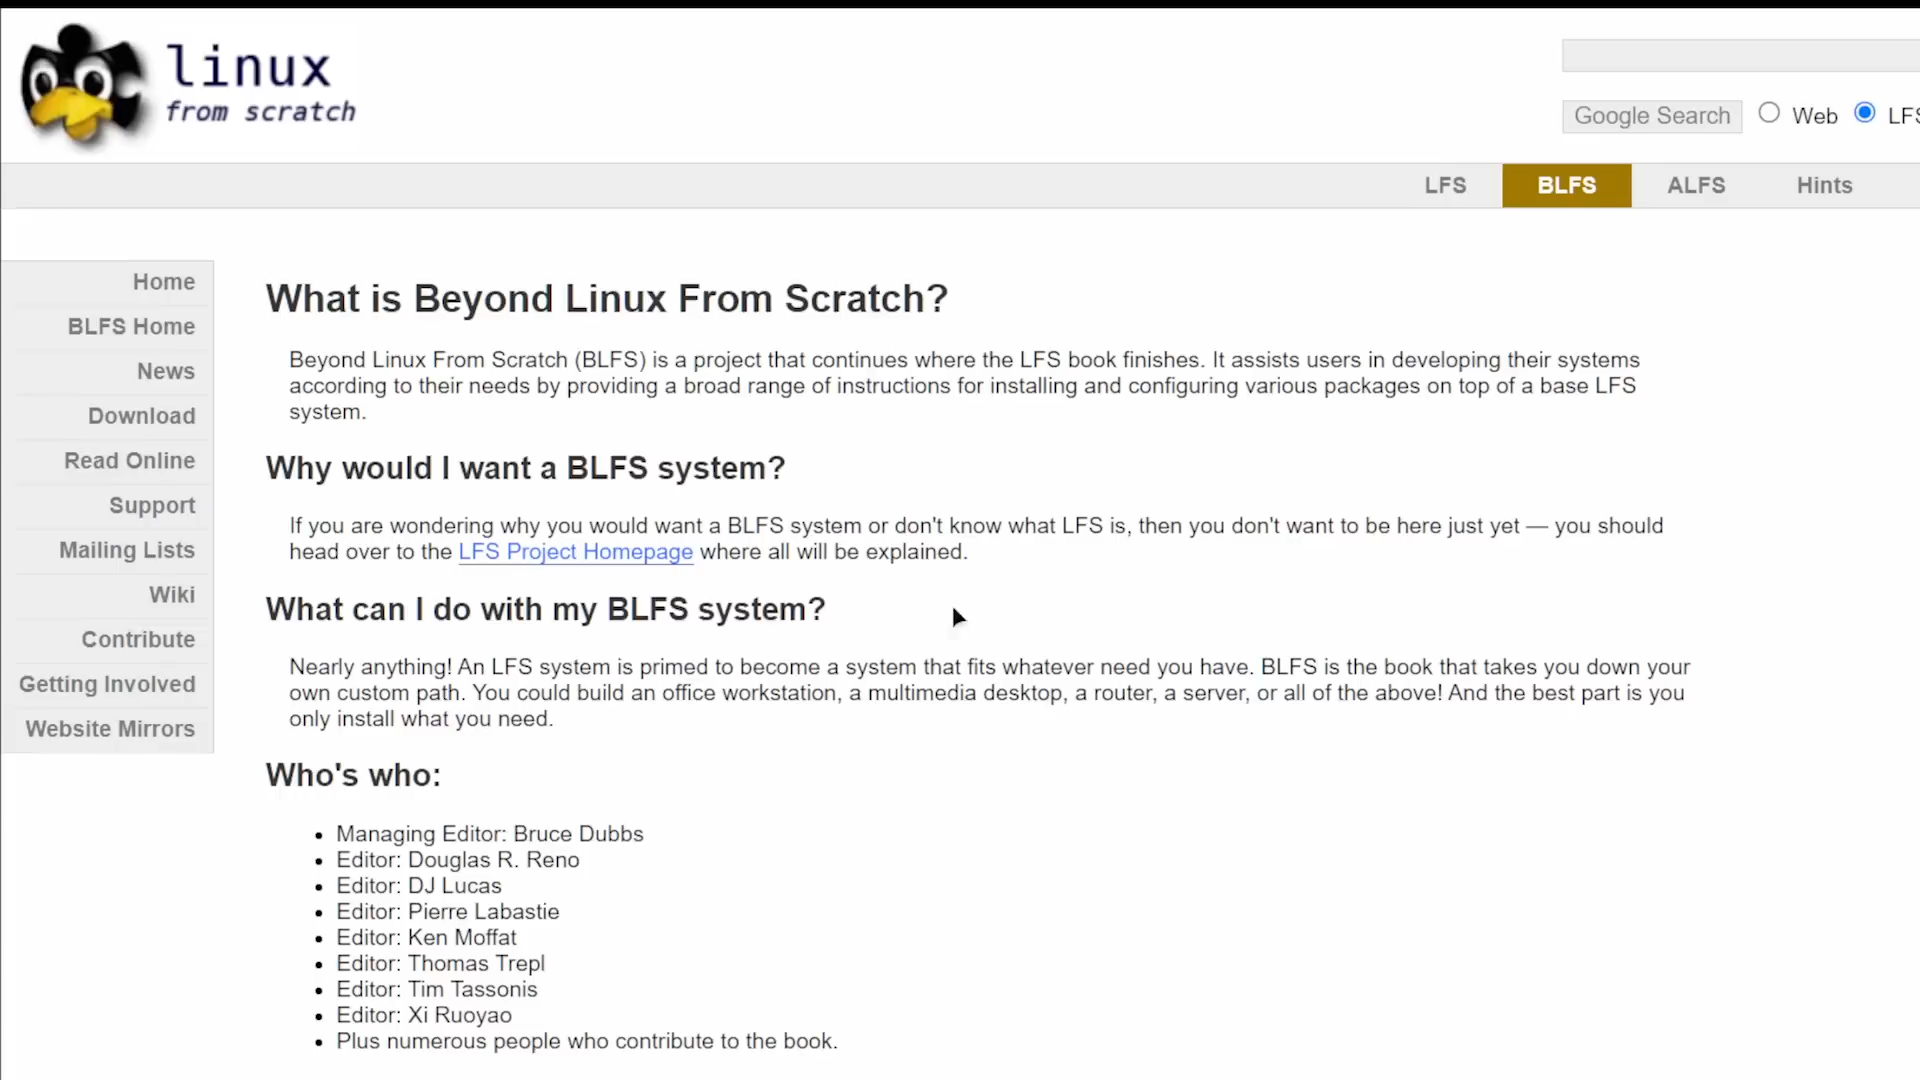 linux
from scratch
Google Search Web
LFS BLFS ALFS Hints
Home
BLFS Home
News
Download
Read Online
Support
Mailing Lists
Wiki
Contribute
Getting Involved
Website Mirrors
What is Beyond Linux From Scratch?
Beyond Linux From Scratch (BLFS) is a project that continues where the LFS book finishes. It assists users in developing their systems
according to their needs by providing a broad range of instructions for installing and configuring various packages on top of a base LFS
system.
Why would I want a BLFS system?
If you are wondering why you would want a BLFS system or don't know what LFS is, then you don't want to be here just yet — you should
head over to the LFS Project Homepage where all will be explained.
What can I do with my BLFS system?
Nearly anything! An LFS system is primed to become a system that fits whatever need you have. BLFS is the book that takes you down your
own custom path. You could build an office workstation, a multimedia desktop, a router, a server, or all of the above! And the best part is you
only install what you need.
Who's who:
Managing Editor: Bruce Dubbs
Editor: Douglas R. Reno
Editor: DJ Lucas
Editor: Pierre Labastie
Editor: Ken Moffat
Editor: Thomas Trepl
Editor: Tim Tassonis
Editor: Xi Ruoyao
Plus numerous people who contribute to the book.